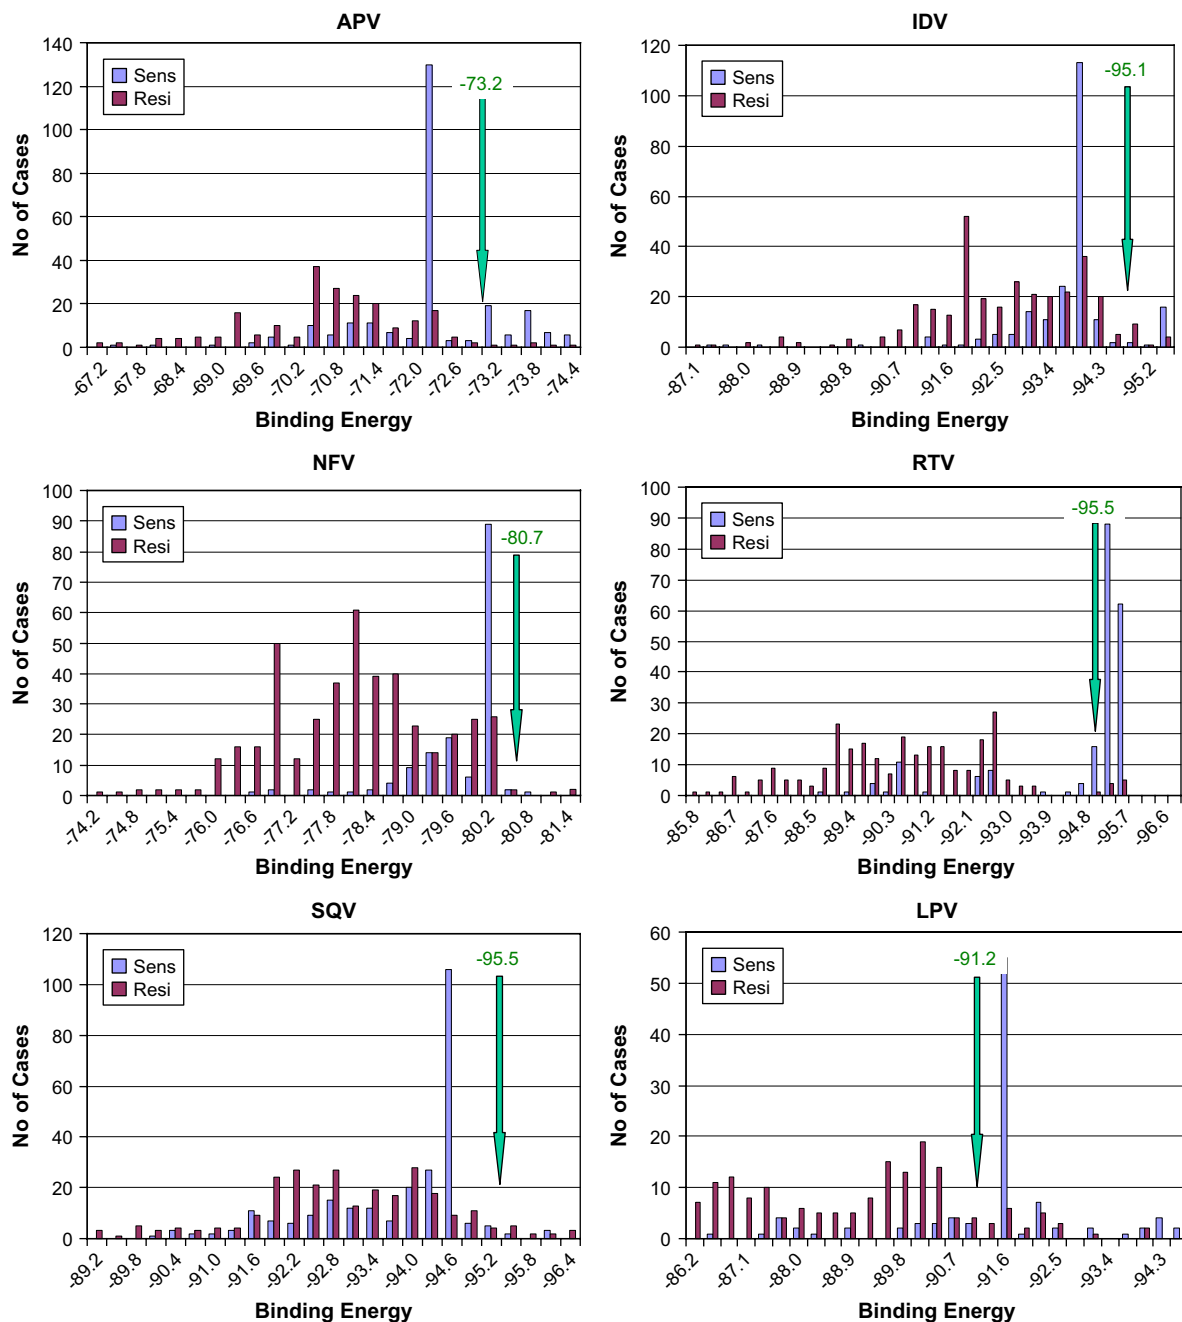 APV
140
120
100
80
60
40
20
0
No of Cases
Sens
Resi
-73.2
-67.2 -67.8 -68.4 -69.0 -69.6 -70.2 -70.8 -71.4 -72.0 -72.6 -73.2 -73.8 -74.4
Binding Energy
IDV
120
100
80
60
40
20
0
No of Cases
Sens
Resi
-95.1
-87.1 -88.0 -88.9 -89.8 -90.7 -91.6 -92.5 -93.4 -94.3 -95.2
Binding Energy
NFV
100
90
80
70
60
50
40
30
20
10
0
No of Cases
Sens
Resi
-80.7
-74.2 -74.8 -75.4 -76.0 -76.6 -77.2 -77.8 -78.4 -79.0 -79.6 -80.2 -80.8 -81.4
Binding Energy
RTV
100
90
80
70
60
50
40
30
20
10
0
No of Cases
Sens
Resi
-95.5
-85.8 -86.7 -87.6 -88.5 -89.4 -90.3 -91.2 -92.1 -93.0 -93.9 -94.8 -95.7 -96.6
Binding Energy
SQV
120
100
80
60
40
20
0
No of Cases
Sens
Resi
-95.5
-89.2 -89.8 -90.4 -91.0 -91.6 -92.2 -92.8 -93.4 -94.0 -94.6 -95.2 -95.8 -96.4
Binding Energy
LPV
60
50
40
30
20
10
0
No of Cases
Sens
Resi
-91.2
-86.2 -87.1 -88.0 -88.9 -89.8 -90.7 -91.6 -92.5 -93.4 -94.3
Binding Energy